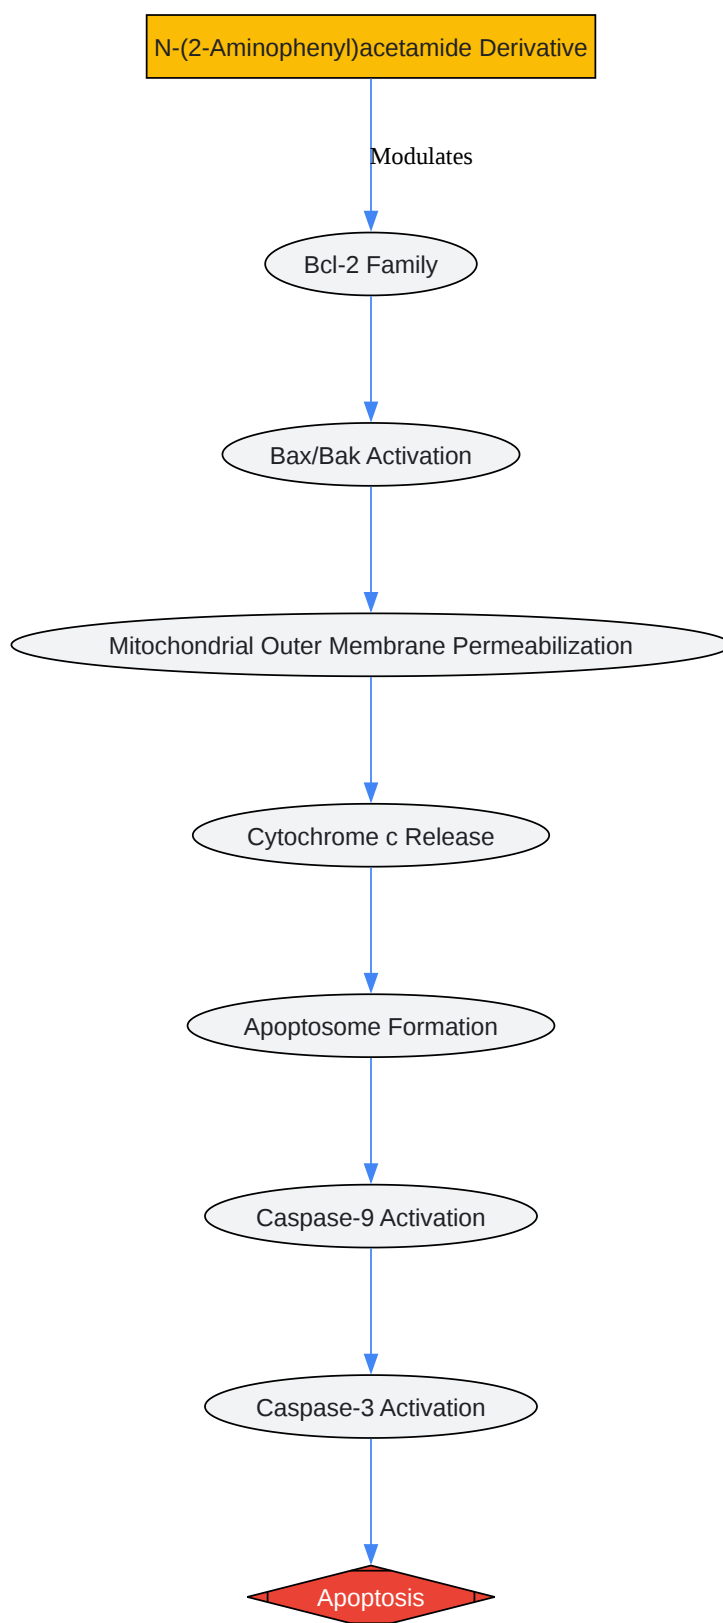 N-(2-Aminophenyl)acetamide Derivative
Modulates
Bcl-2 Family
Bax/Bak Activation
Mitochondrial Outer Membrane Permeabilization
Cytochrome c Release
Apoptosome Formation
Caspase-9 Activation
Caspase-3 Activation
Apoptosis